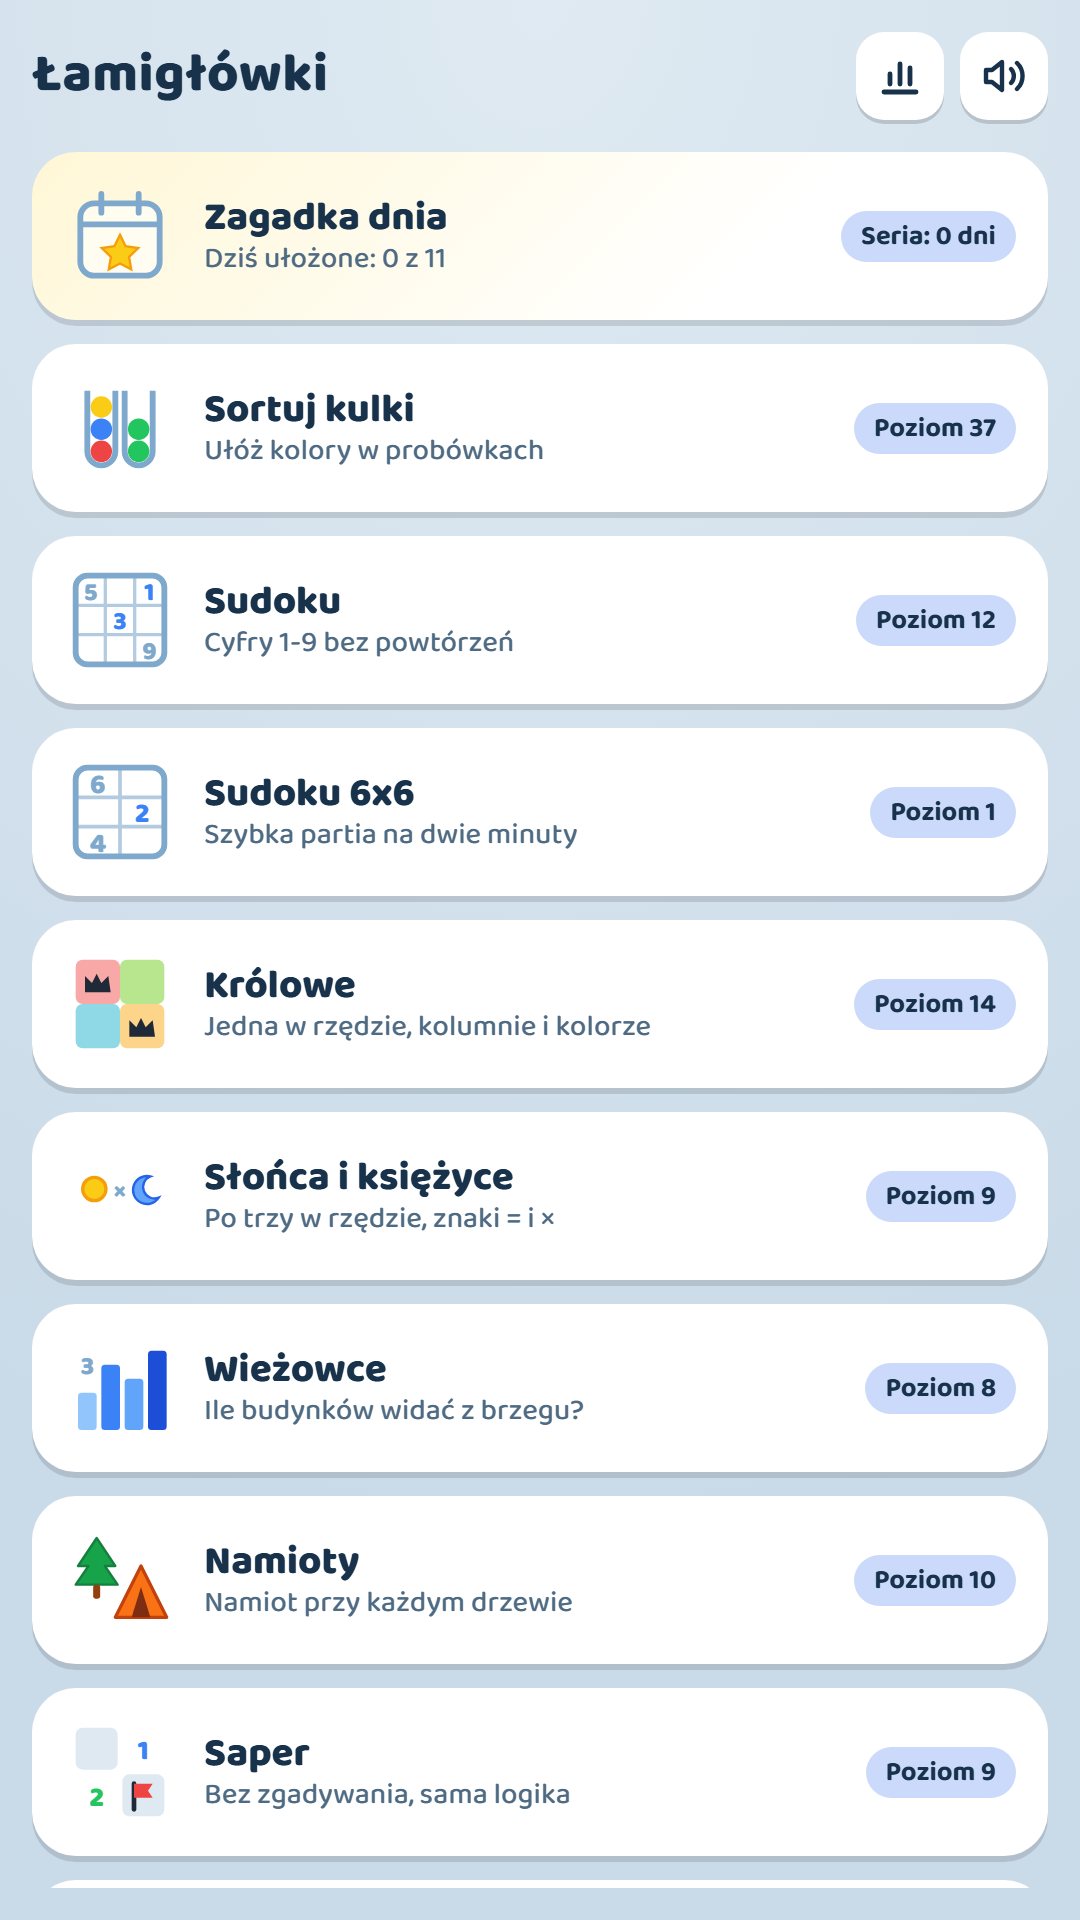 Łamigłówki
Zagadka dnia
Dziś ułożone: 0 z 11
Seria: 0 dni
Sortuj kulki
Ułóż kolory w probówkach
Poziom 37
5 1
3
9
Sudoku
Cyfry 1-9 bez powtórzeń
Poziom 12
6
2
4
Sudoku 6x6
Szybka partia na dwie minuty
Poziom 1
Królowe
Jedna w rzędzie, kolumnie i kolorze
Poziom 14
×
Słońca i księżyce
Po trzy w rzędzie, znaki = i ×
Poziom 9
3
Wieżowce
Ile budynków widać z brzegu?
Poziom 8
Namioty
Namiot przy każdym drzewie
Poziom 10
1
2
Saper
Bez zgadywania, sama logika
Poziom 9